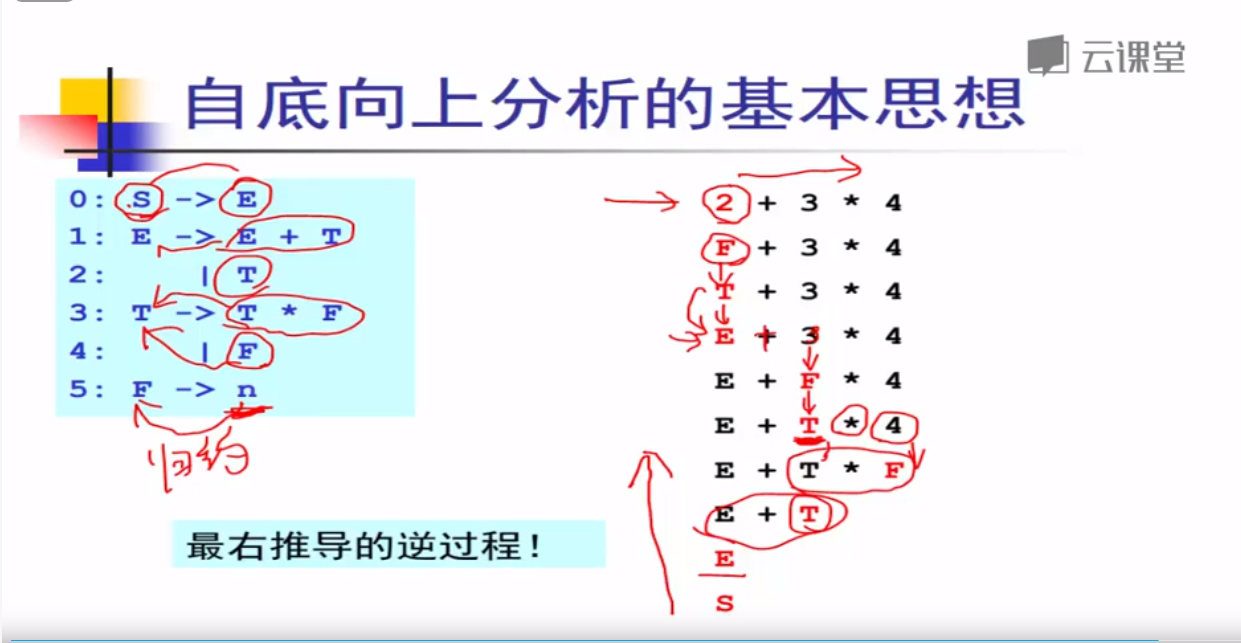 云课堂
自底向上分析的基本思想
0: S -> E
1: E -> E + T
2: | T
3: T -> T * F
4: | F
5: F -> n
归约
最右推导的逆过程!
2 + 3 * 4
F + 3 * 4
T + 3 * 4
E + 3 * 4
E + F * 4
E + T * 4
E + T * F
E + T
E
S